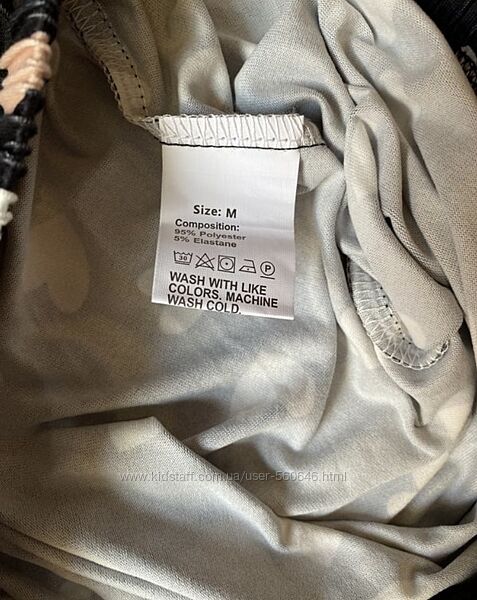 Size: M
Composition:
95% Polyester
5% Elastane
30 P
WASH WITH LIKE
COLORS. MACHINE
WASH COLD.
www.kidstaff.com.ua/user-560646.html